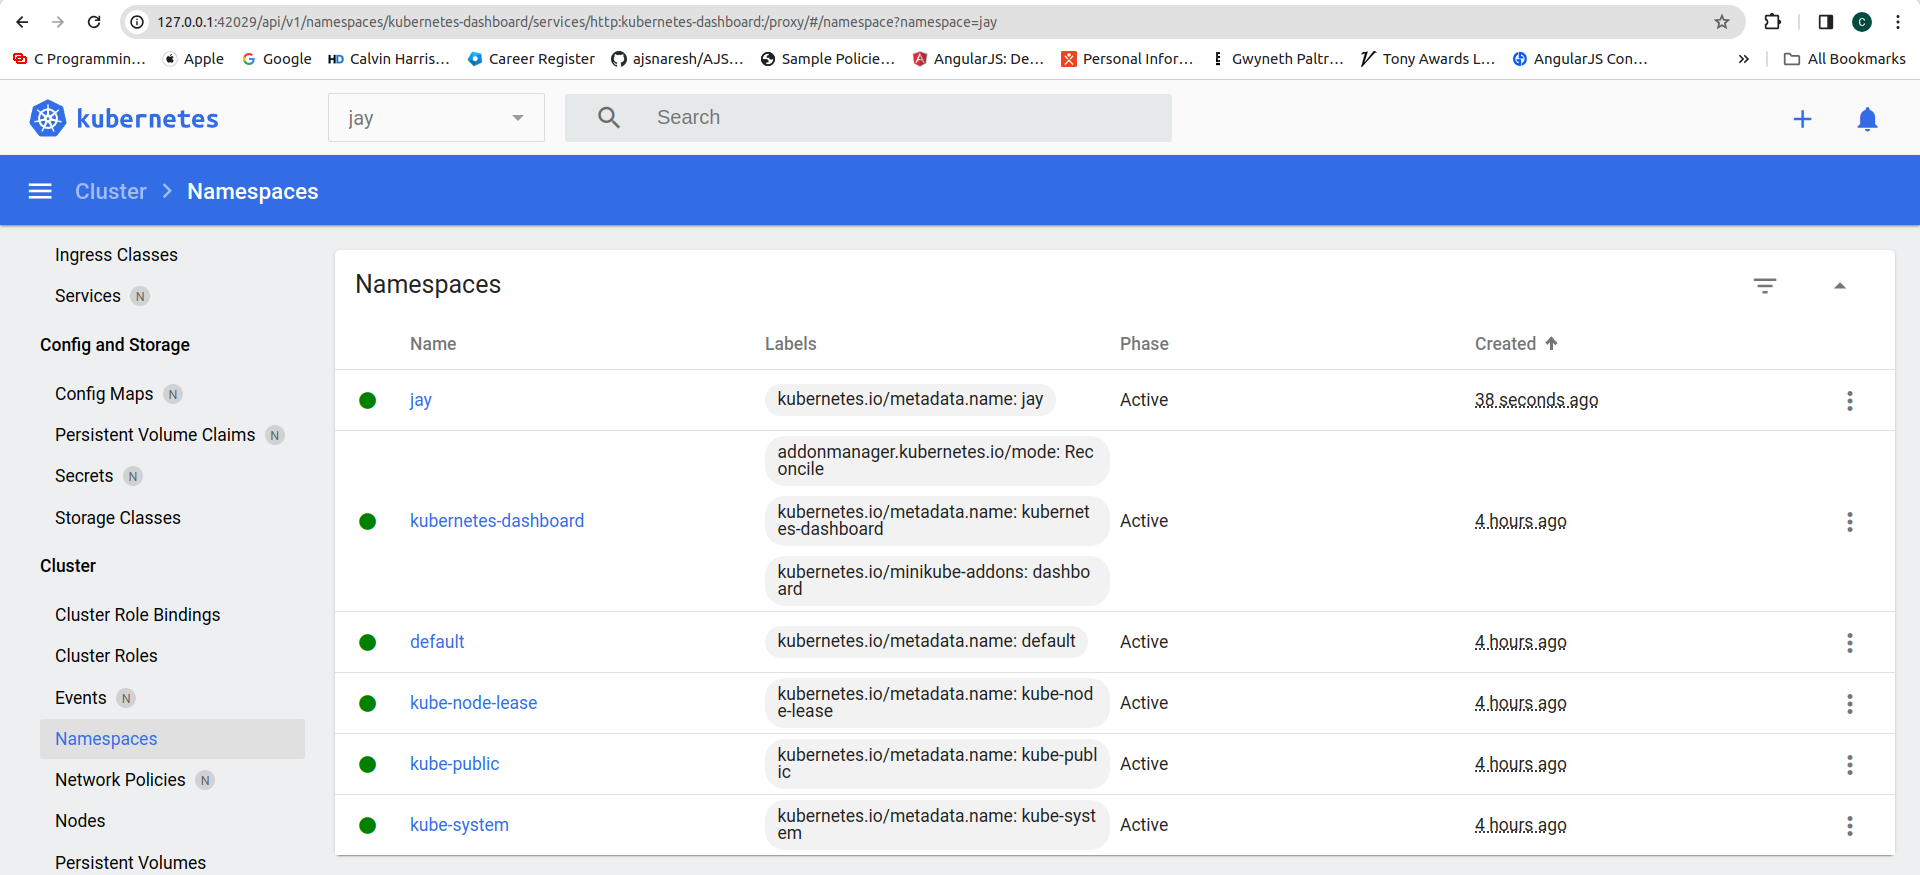 127.0.0.1:42029/api/v1/namespaces/kubernetes-dashboard/services/http:kubernetes-dashboard:/proxy/#/namespace?namespace=jay
C
C Programmin... Apple Google HD Calvin Harris... Career Register ajsnaresh/AJS... Sample Policie... AngularJS: De... Personal Infor... Gwyneth Paltr... Tony Awards L... AngularJS Con... » All Bookmarks
kubernetes jay Search
Cluster Namespaces
Ingress Classes
Services N
Config and Storage
Config Maps N
Persistent Volume Claims N
Secrets N
Storage Classes
Cluster
Cluster Role Bindings
Cluster Roles
Events N
Namespaces
Network Policies N
Nodes
Persistent Volumes
Namespaces
Name Labels Phase Created
jay kubernetes.io/metadata.name: jay Active 38 seconds ago
addonmanager.kubernetes.io/mode: Rec
oncile
kubernetes-dashboard kubernetes.io/metadata.name: kubernet Active 4 hours ago
es-dashboard
kubernetes.io/minikube-addons: dashbo
ard
default kubernetes.io/metadata.name: default Active 4 hours ago
kube-node-lease kubernetes.io/metadata.name: kube-nod Active 4 hours ago
e-lease
kube-public kubernetes.io/metadata.name: kube-publ Active 4 hours ago
ic
kube-system kubernetes.io/metadata.name: kube-syst Active 4 hours ago
em